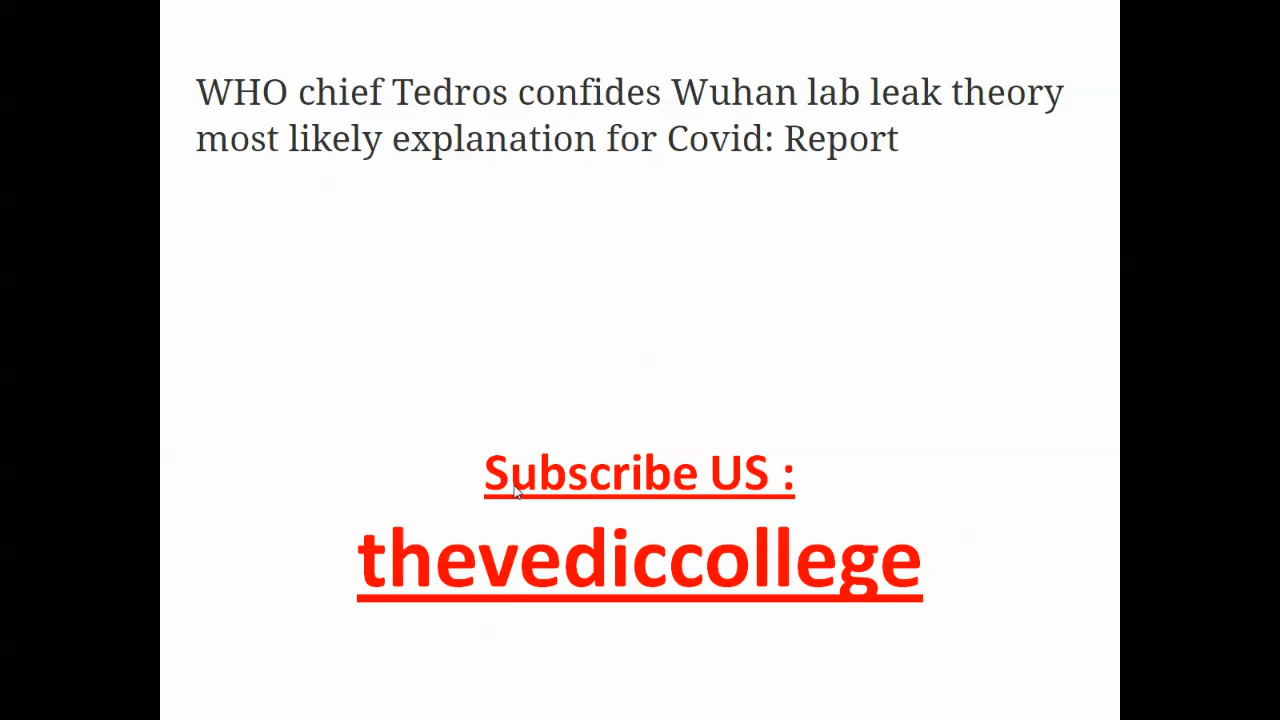 WHO chief Tedros confides Wuhan lab leak theory
most likely explanation for Covid: Report
Subscribe US :
thevediccollege